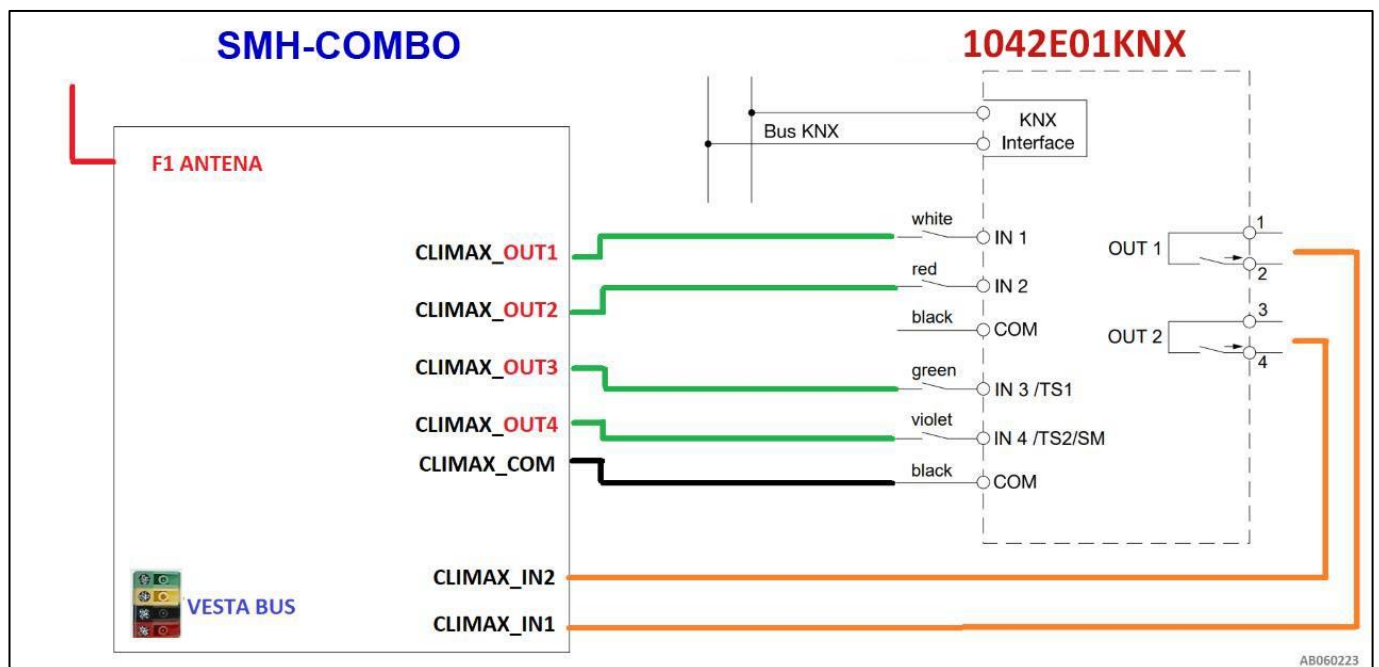 SMH-COMBO
1042E01KNX
F1 ANTENA
Bus KNX
KNX
Interface
CLIMAX_OUT1
white
IN 1
CLIMAX_OUT2
red
IN 2
black
COM
CLIMAX_OUT3
green
IN 3 /TS1
CLIMAX_OUT4
violet
IN 4 /TS2/SM
CLIMAX_COM
black
COM
OUT 1
1
2
OUT 2
3
4
CLIMAX_IN2
VESTA BUS
CLIMAX_IN1
AB060223